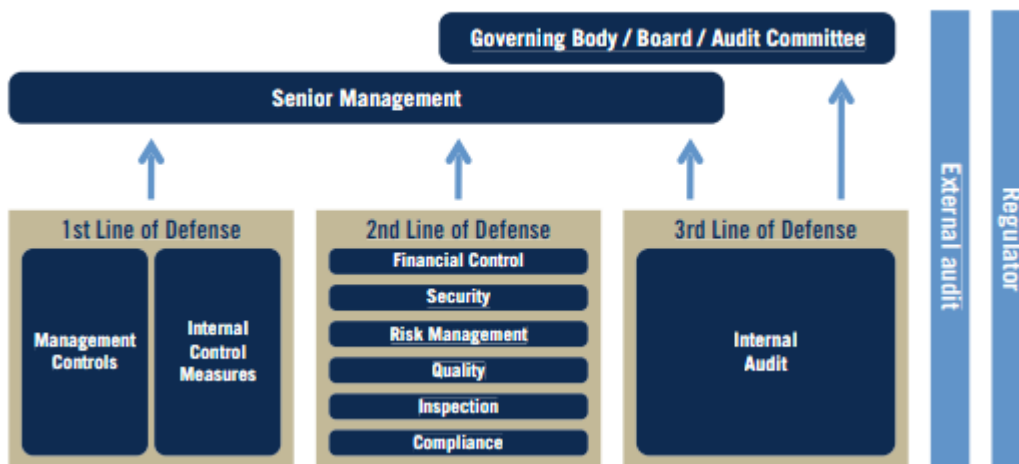 Governing Body / Board / Audit Committee
Senior Management
1st Line of Defense
Management
Controls
Internal
Control
Measures
2nd Line of Defense
Financial Control
Security
Risk Management
Quality
Inspection
Compliance
3rd Line of Defense
Internal
Audit
External audit
Regulator